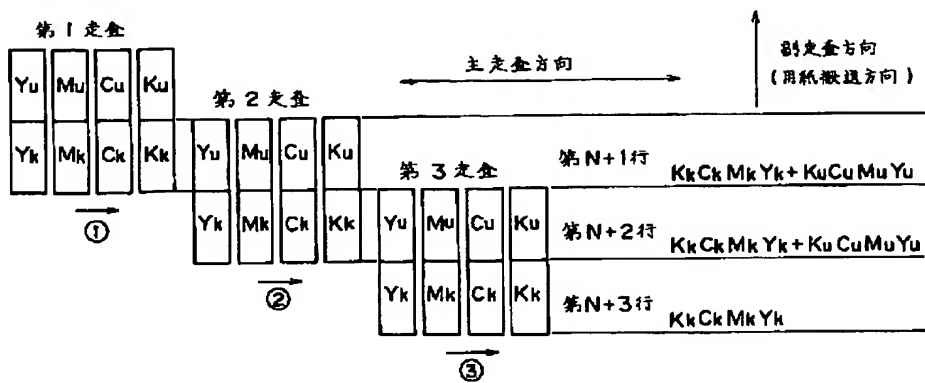 第1走査
Yu Mu Cu Ku
Yk Mk Ck Kk
①
第2走査
Yu Mu Cu Ku
Yk Mk Ck Kk
②
第3走査
Yu Mu Cu Ku
Yk Mk Ck Kk
③
主走査方向
副走査方向
(用紙搬送方向)
第N+1行 KkCkMkYk+KuCuMuYu
第N+2行 KkCkMkYk+KuCuMuYu
第N+3行 KkCkMkYk